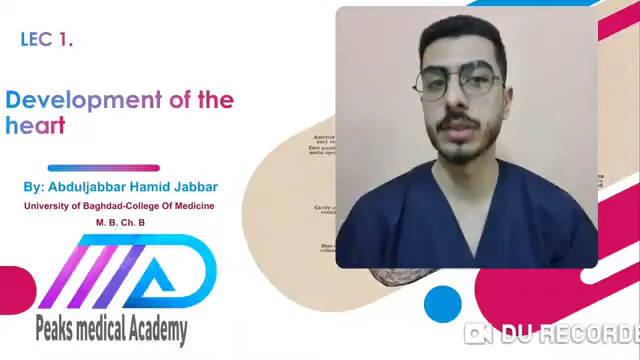 LEC 1.
Development of the
heart
By: Abduljabbar Hamid Jabbar
University of Baghdad-College Of Medicine
M. B. Ch. B
Peaks medical Academy
Anterior
DU RECORDE